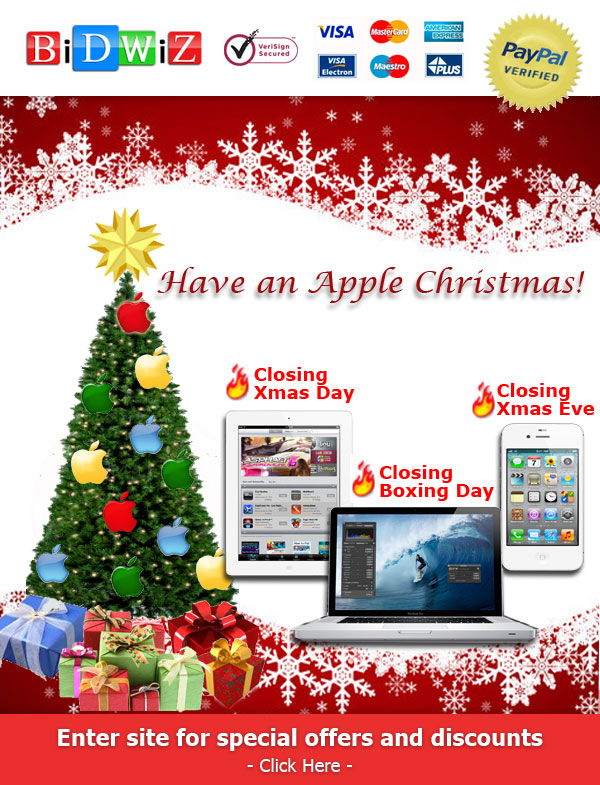 BiDWiZ
VeriSign
Secured
VISA
MasterCard
AMERICAN
EXPRESS
VISA
Electron
Maestro
PLUS
PayPal
VERIFIED
Have an Apple Christmas!
Closing
Xmas Day
Closing
Xmas Eve
Closing
Boxing Day
Enter site for special offers and discounts
- Click Here -